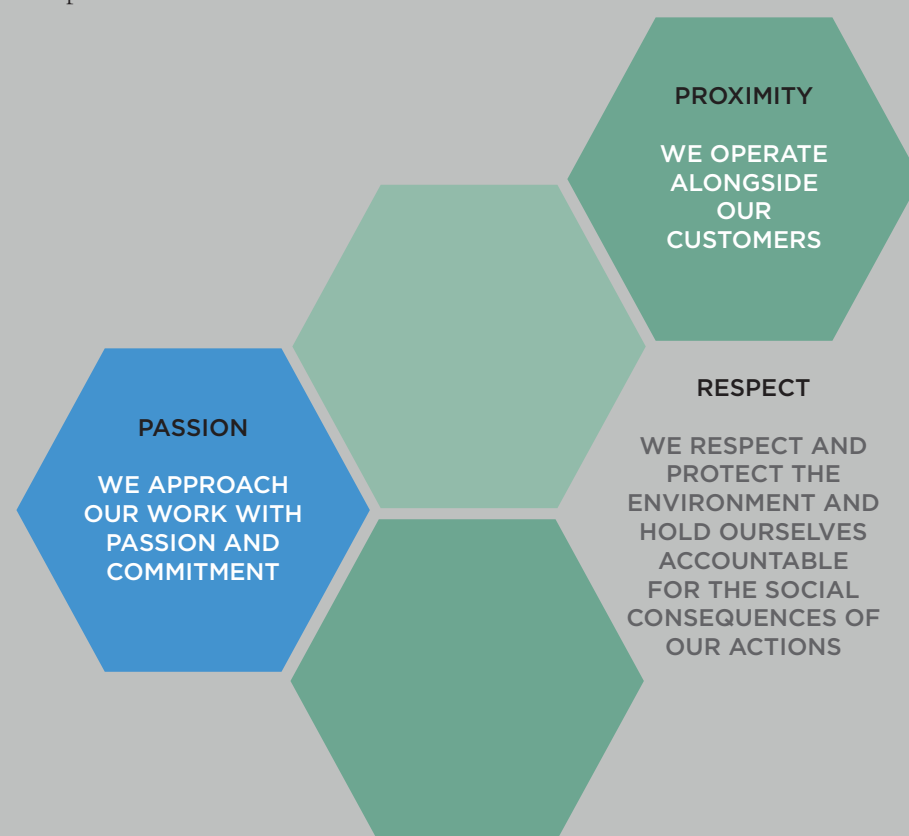 PROXIMITY
WE OPERATE
ALONGSIDE
OUR
CUSTOMERS
PASSION
WE APPROACH
OUR WORK WITH
PASSION AND
COMMITMENT
RESPECT
WE RESPECT AND
PROTECT THE
ENVIRONMENT AND
HOLD OURSELVES
ACCOUNTABLE
FOR THE SOCIAL
CONSEQUENCES OF
OUR ACTIONS